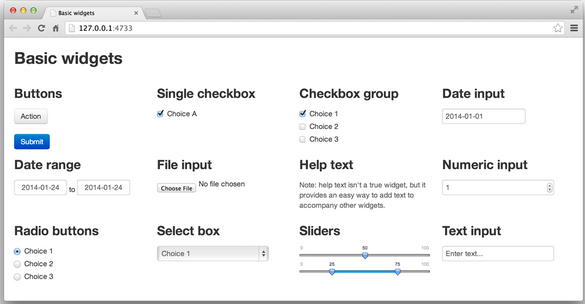 Basic widgets
127.0.0.1:4733
Basic widgets
Buttons
Action
Submit
Single checkbox
Choice A
Checkbox group
Choice 1
Choice 2
Choice 3
Date input
2014-01-01
Date range
2014-01-24 to 2014-01-24
File input
Choose File No file chosen
Help text
Note: help text isn't a true widget, but it
provides an easy way to add text to
accompany other widgets.
Numeric input
1
Radio buttons
Choice 1
Choice 2
Choice 3
Select box
Choice 1
Sliders
0 50 100
0 25 75 100
Text input
Enter text...